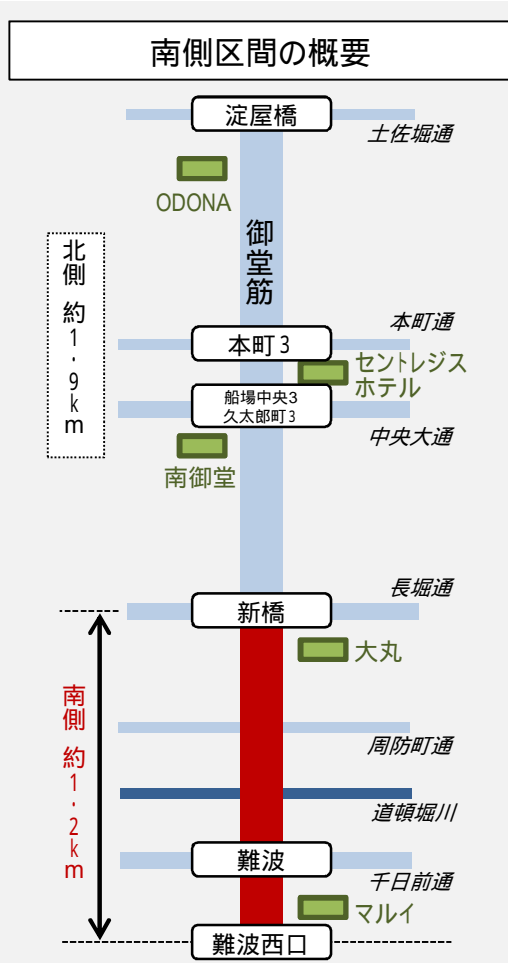 南側区間の概要
淀屋橋
土佐堀通
ODONA
御堂筋
北側 約1.9km
本町通
本町3
セントレジス
ホテル
船場中央3
久太郎町3
中央大通
南御堂
長堀通
新橋
大丸
南側 約1.2km
周防町通
道頓堀川
難波
千日前通
マルイ
難波西口